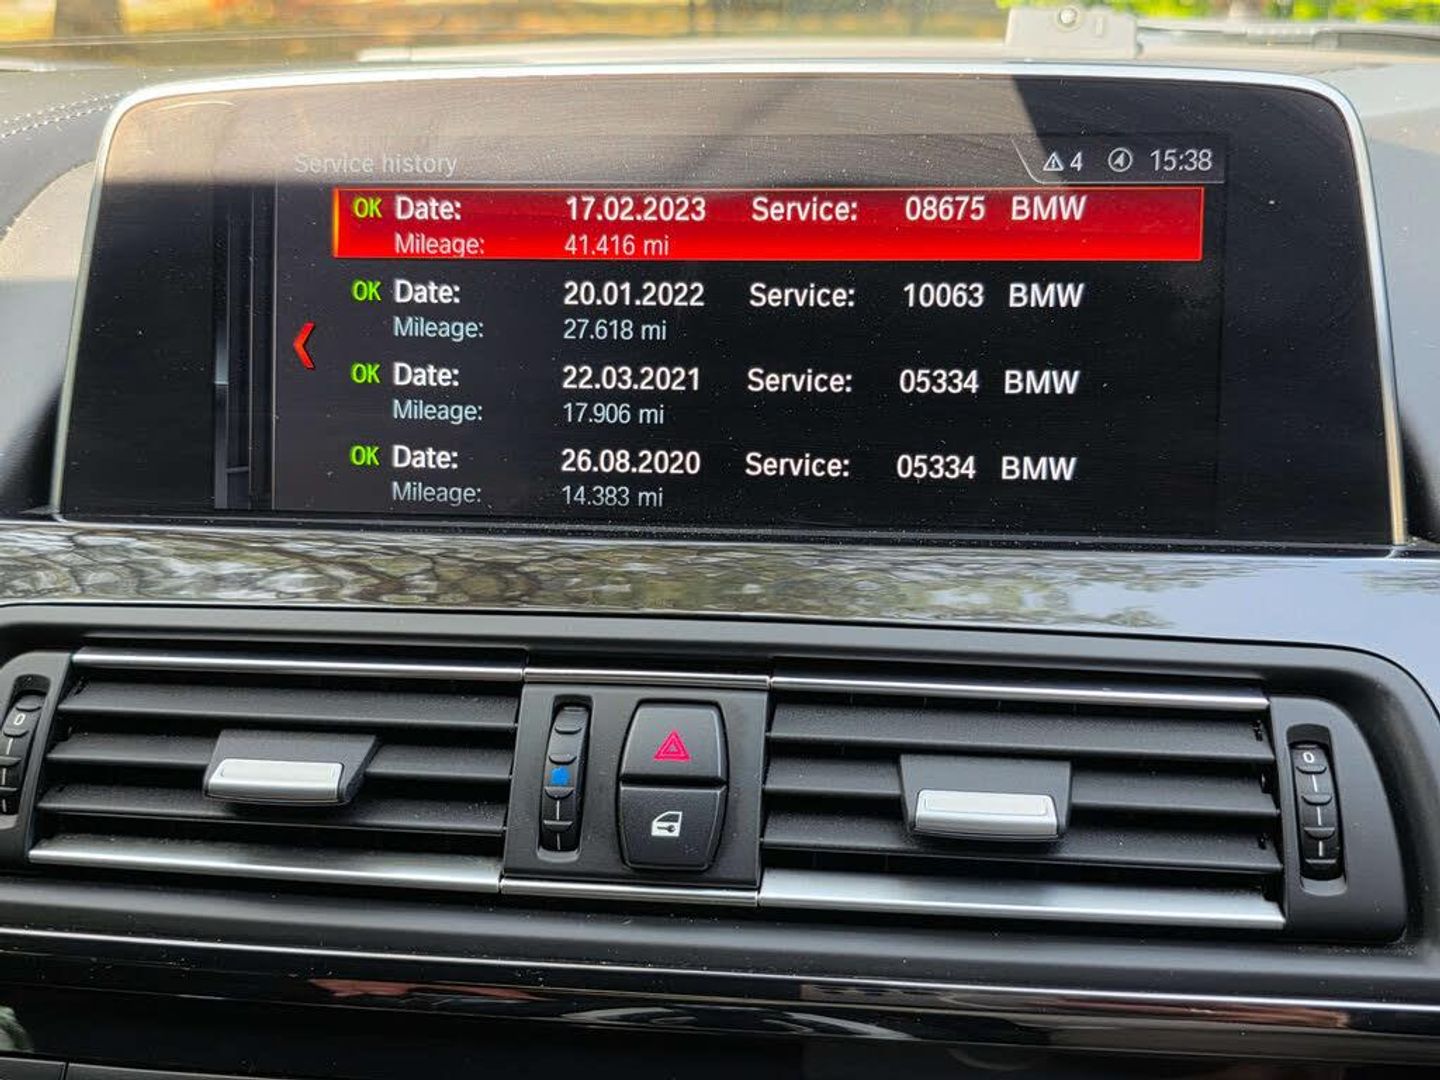 Service history 4 15:38
OK Date: 17.02.2023 Service: 08675 BMW
Mileage: 41.416 mi
OK Date: 20.01.2022 Service: 10063 BMW
Mileage: 27.618 mi
OK Date: 22.03.2021 Service: 05334 BMW
Mileage: 17.906 mi
OK Date: 26.08.2020 Service: 05334 BMW
Mileage: 14.383 mi
0
0